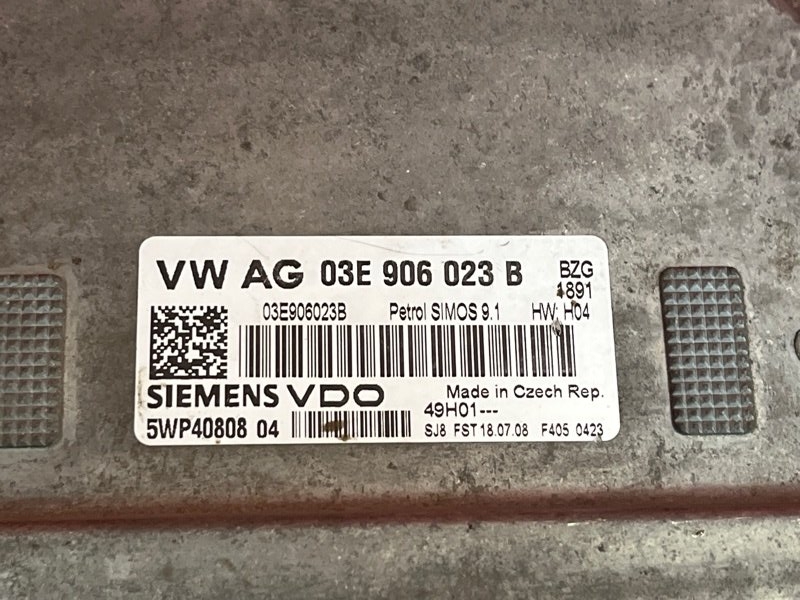 VW AG 03E 906 023 B BZG
1891
03E906023B Petrol SIMOS 9.1 HW: H04
SIEMENS VDO Made in Czech Rep.
49H01---
5WP40808 04 SJ8 FST 18.07.08 F405 0423